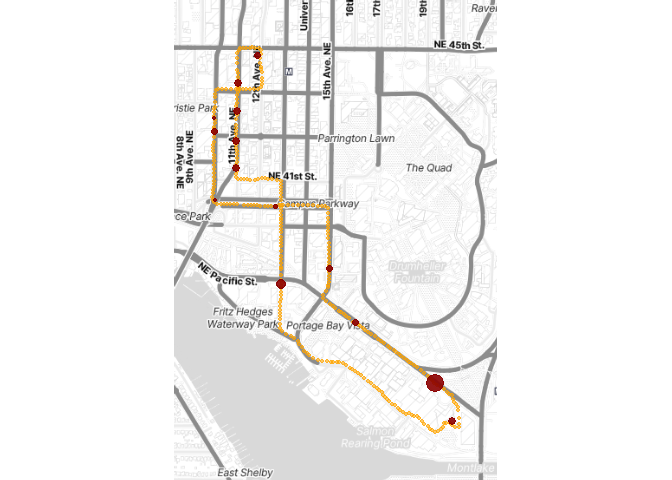 16th
17th
19th
Univer
Raven
NE 45th St.
12th Ave. NE
15th Ave. NE
M
ristie Park
11th Ave. NE
Parrington Lawn
9th Ave. NE
8th Ave. NE
The Quad
NE 41st St.
Campus Parkway
ce Park
NE Pacific St.
Drumheller
Fountain
Fritz Hedges
Waterway Park
Portage Bay Vista
Salmon
Rearing Pond
East Shelby
Montlake